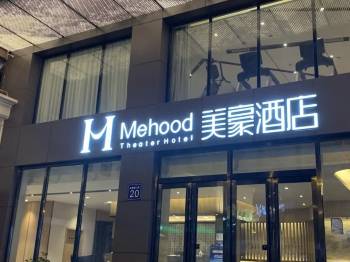 Mehood 美豪酒店
Theater Hotel
20